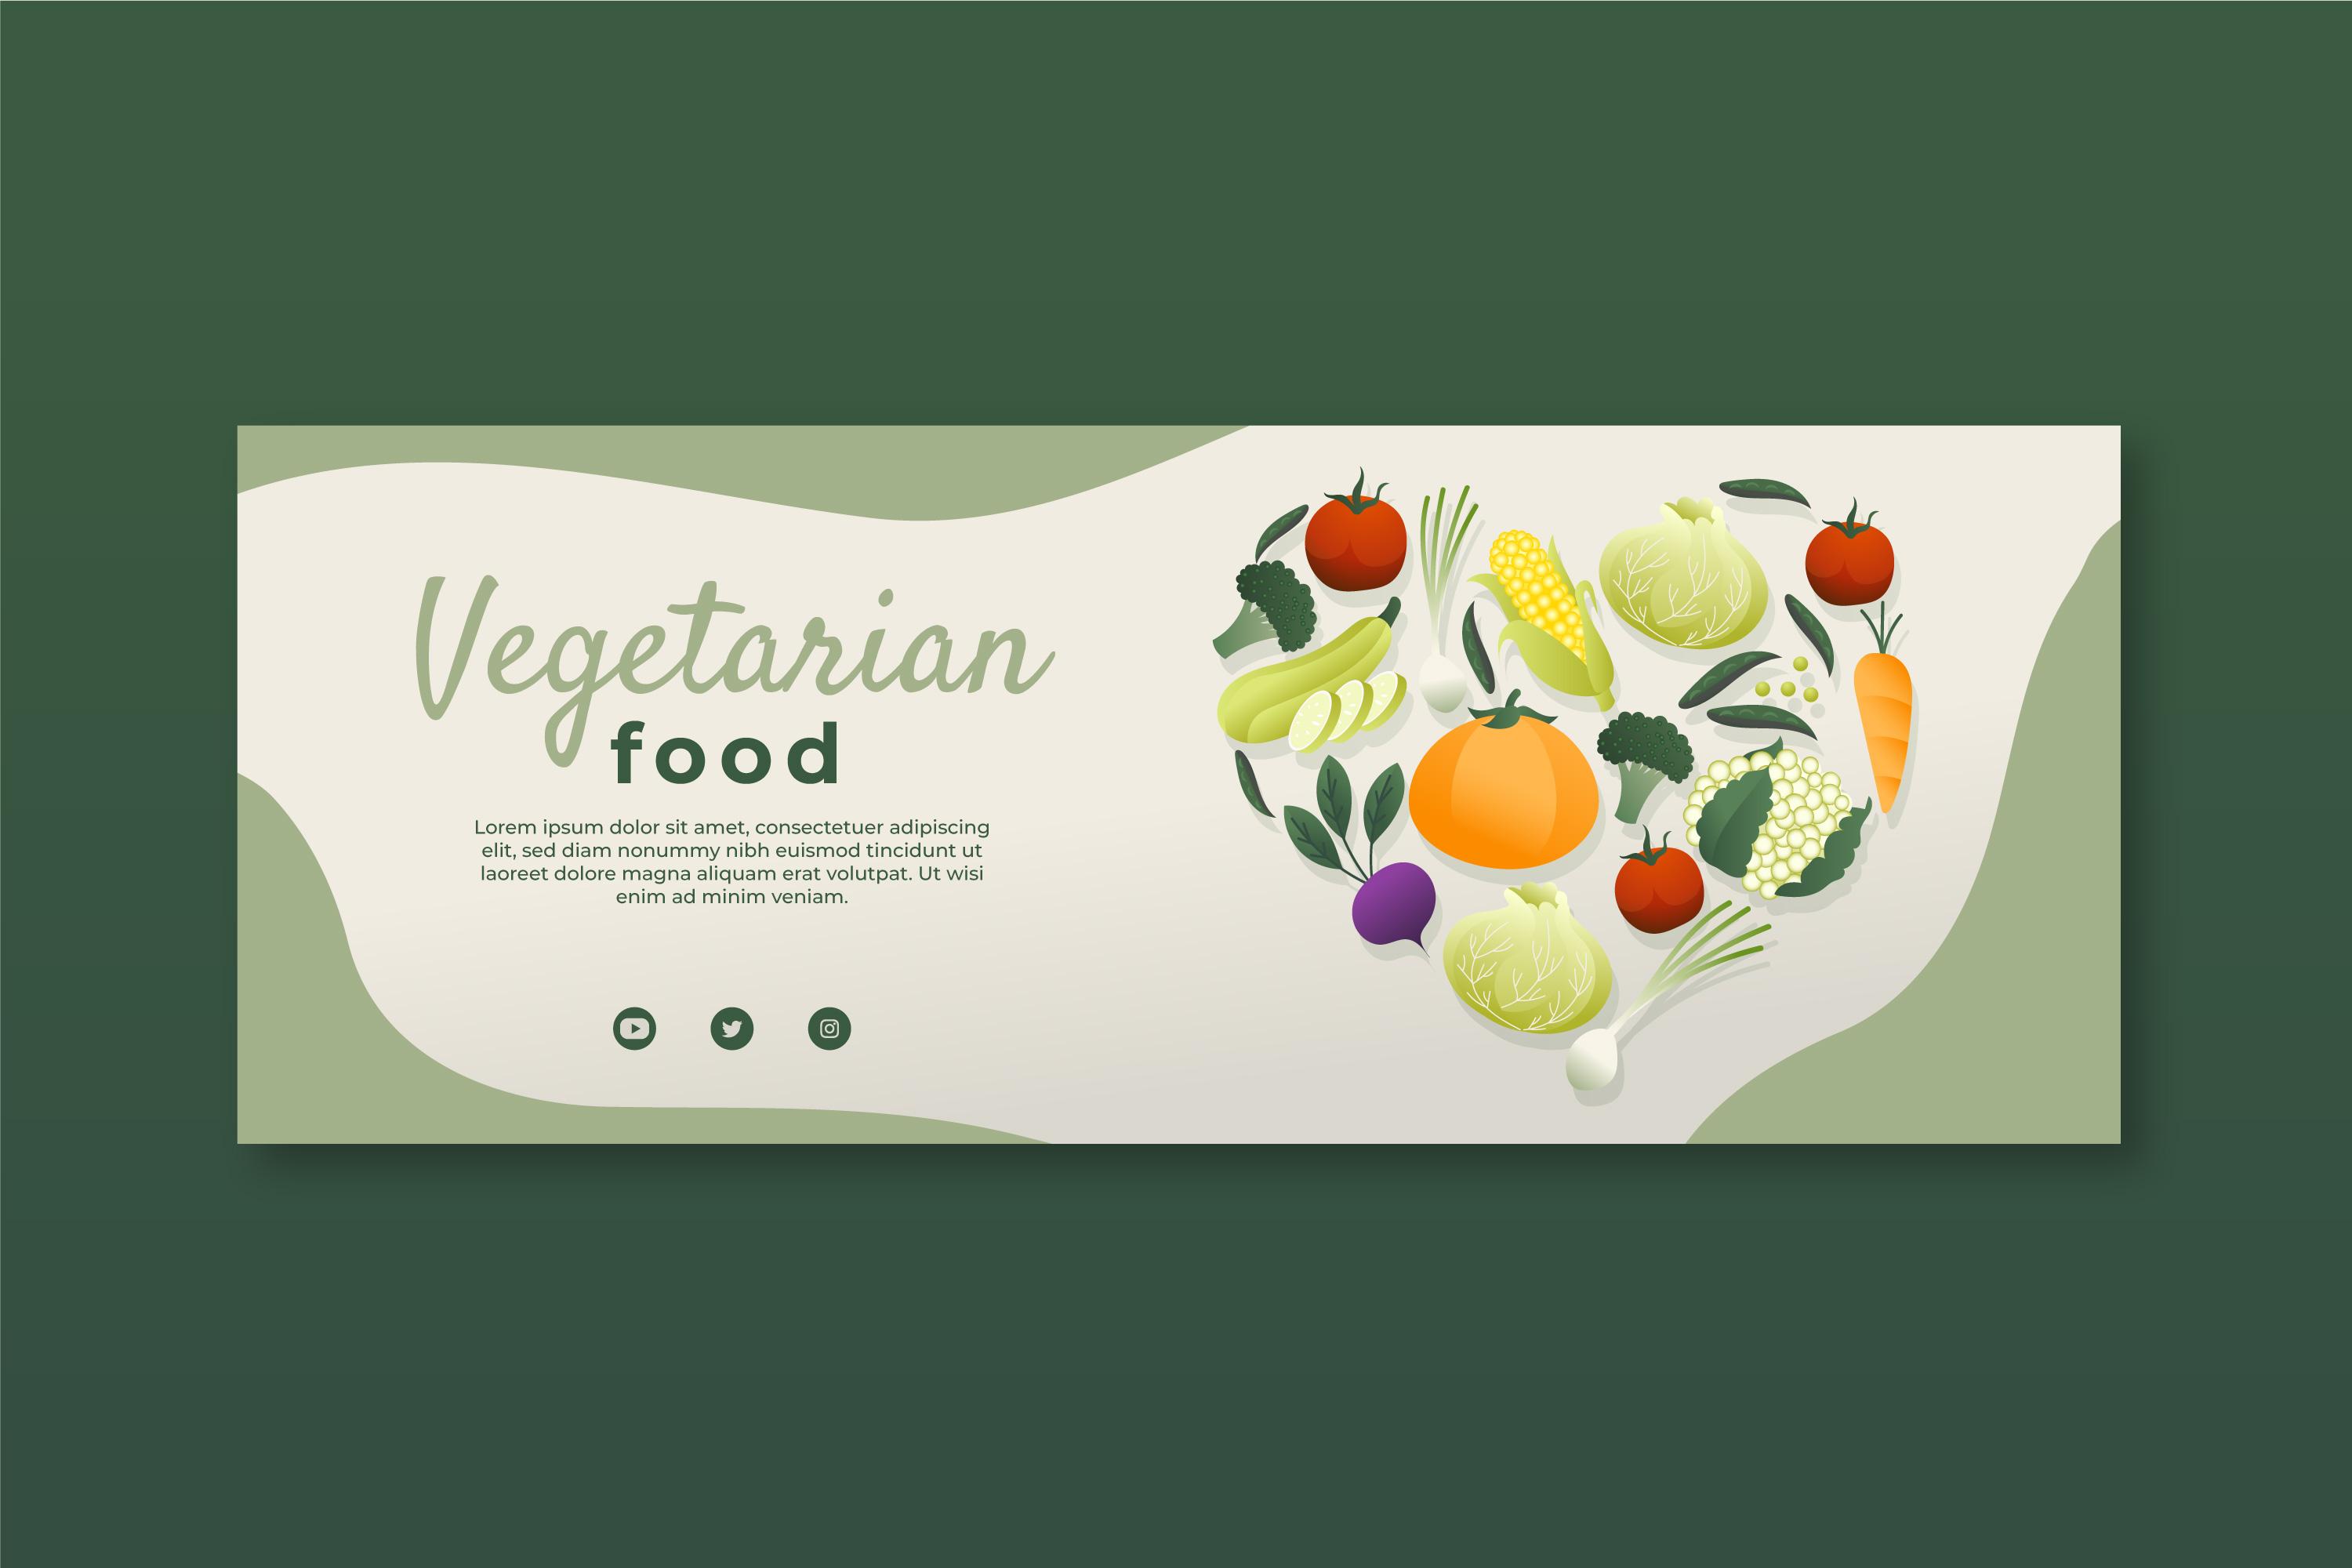 Vegetarian
food
Lorem ipsum dolor sit amet, consectetuer adipiscing
elit, sed diam nonummy nibh euismod tincidunt ut
laoreet dolore magna aliquam erat volutpat. Ut wisi
enim ad minim veniam.